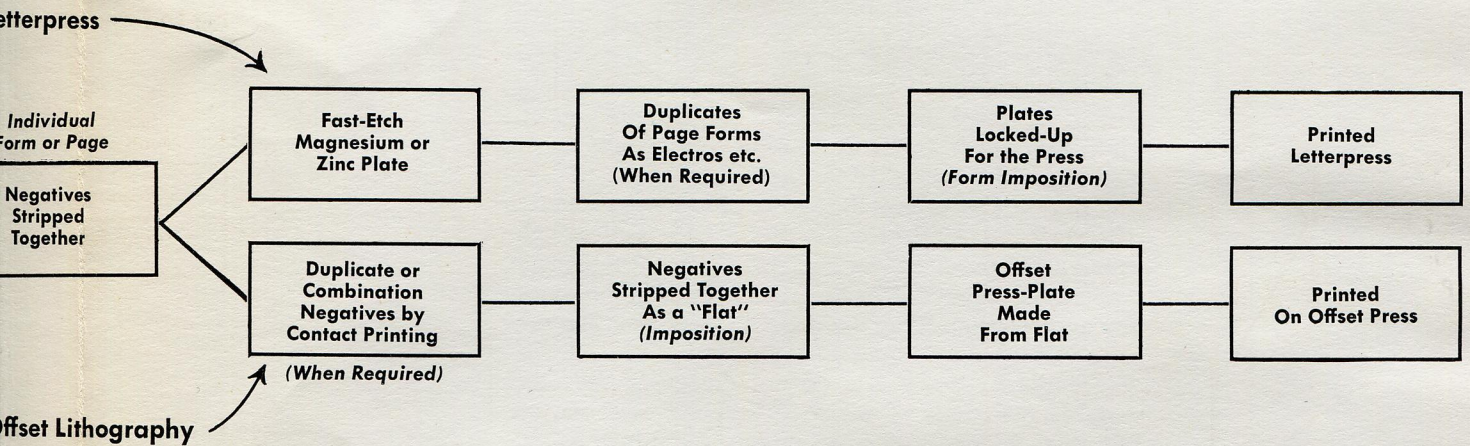 etterpress
Individual
Form or Page
Negatives
Stripped
Together
Fast-Etch
Magnesium or
Zinc Plate
Duplicates
Of Page Forms
As Electros etc.
(When Required)
Plates
Locked-Up
For the Press
(Form Imposition)
Printed
Letterpress
Duplicate or
Combination
Negatives by
Contact Printing
(When Required)
Negatives
Stripped Together
As a "Flat"
(Imposition)
Offset
Press-Plate
Made
From Flat
Printed
On Offset Press
Offset Lithography